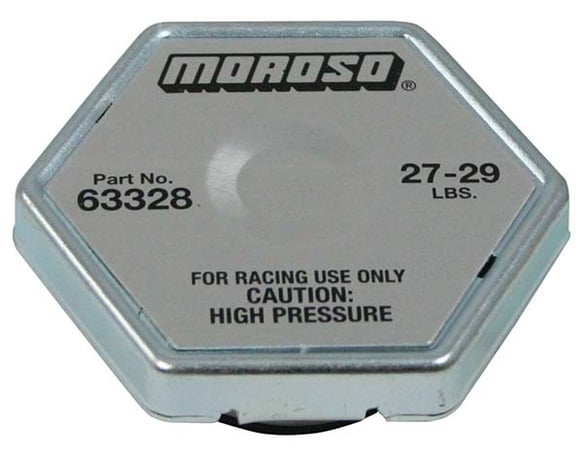 MOROSO®
Part No.
63328
27-29
LBS.
FOR RACING USE ONLY
CAUTION:
HIGH PRESSURE